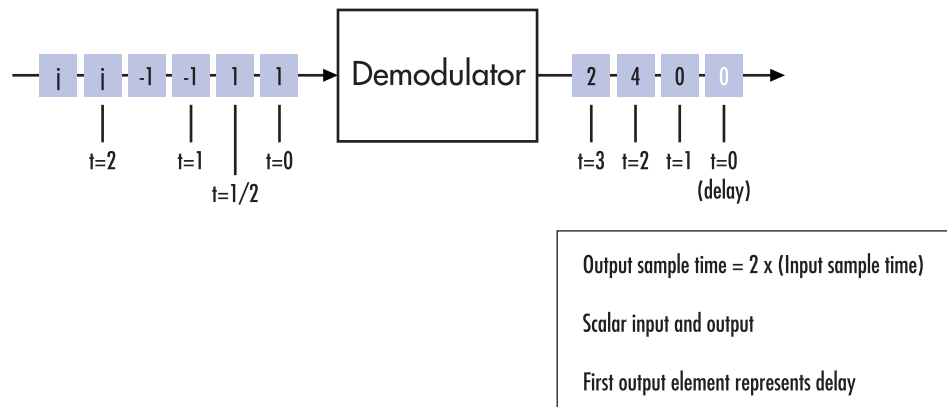 j j -1 -1 1 1
Demodulator
2 4 0 0
t=2 t=1 t=0
t=1/2
t=3 t=2 t=1 t=0
(delay)
Output sample time = 2 x (Input sample time)
Scalar input and output
First output element represents delay